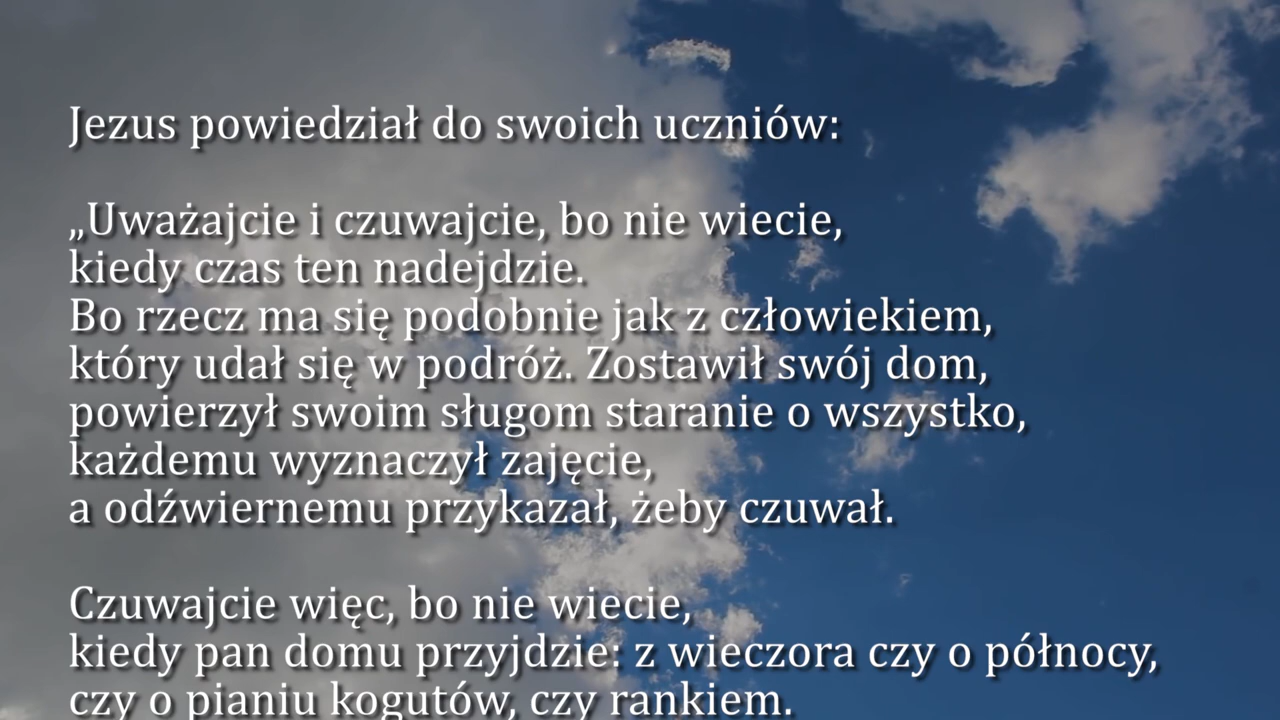 Jezus powiedział do swoich uczniów:
„Uważajcie i czuwajcie, bo nie wiecie,
kiedy czas ten nadejdzie.
Bo rzecz ma się podobnie jak z człowiekiem,
który udał się w podróż. Zostawił swój dom,
powierzył swoim sługom staranie o wszystko,
każdemu wyznaczył zajęcie,
a odźwiernemu przykazał, żeby czuwał.
Czuwajcie więc, bo nie wiecie,
kiedy pan domu przyjdzie: z wieczora czy o północy,
czy o pianiu kogutów, czy rankiem.